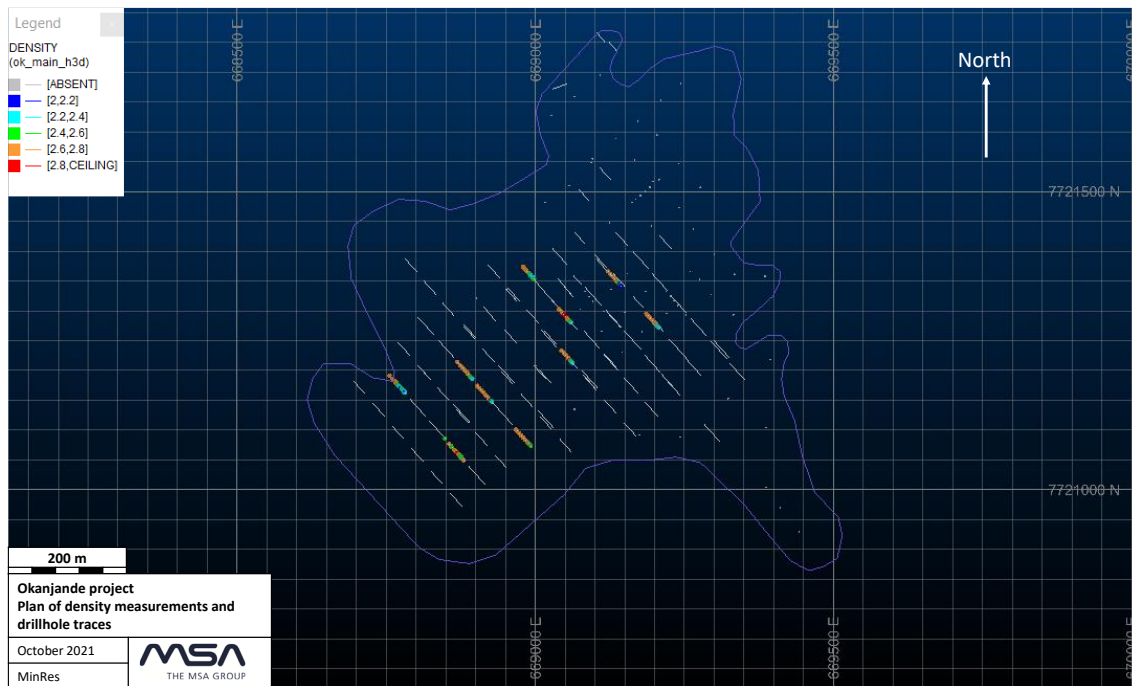 Legend
DENSITY
(ok_main_h3d)
[ABSENT]
[2,2.2]
[2.2,2.4]
[2.4,2.6]
[2.6,2.8]
[2.8,CEILING]
668500 E
669000 E
669500 E
670000 E
North
7721500 N
7721000 N
200 m
Okanjande project
Plan of density measurements and
drillhole traces
October 2021
MinRes
MSA
THE MSA GROUP
669000 E
669500 E